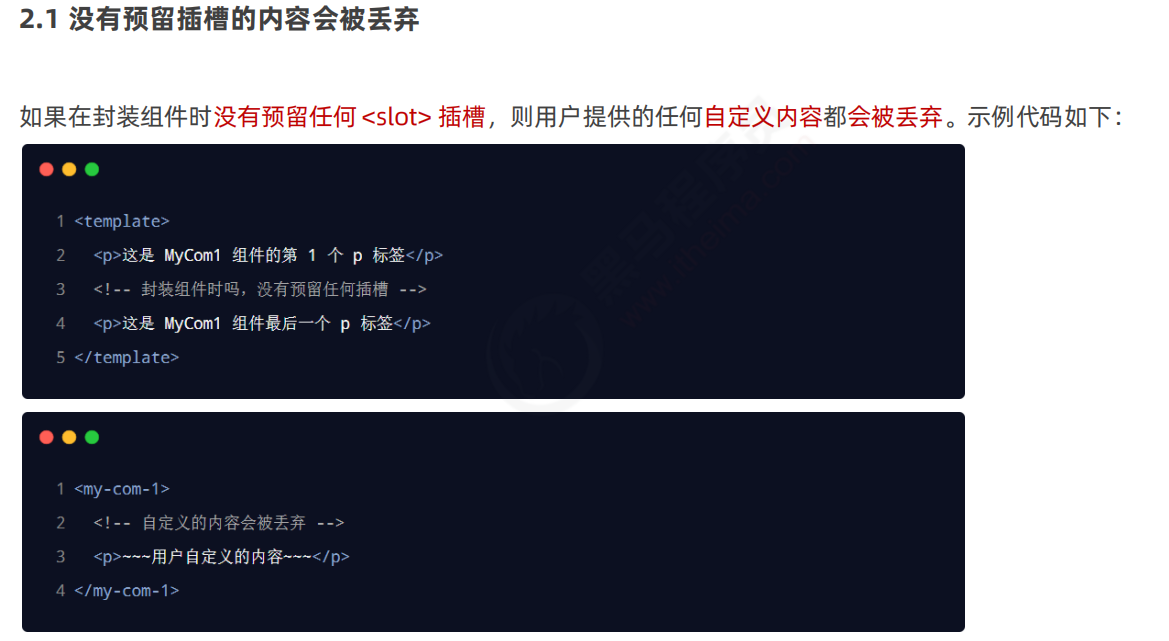 2.1 没有预留插槽的内容会被丢弃
如果在封装组件时没有预留任何 <slot> 插槽，则用户提供的任何自定义内容都会被丢弃。示例代码如下：
1 <template>
2   <p>这是 MyCom1 组件的第 1 个 p 标签</p>
3   <!-- 封装组件时吗，没有预留任何插槽 -->
4   <p>这是 MyCom1 组件最后一个 p 标签</p>
5 </template>
1 <my-com-1>
2   <!-- 自定义的内容会被丢弃 -->
3   <p>~~~用户自定义的内容~~~</p>
4 </my-com-1>